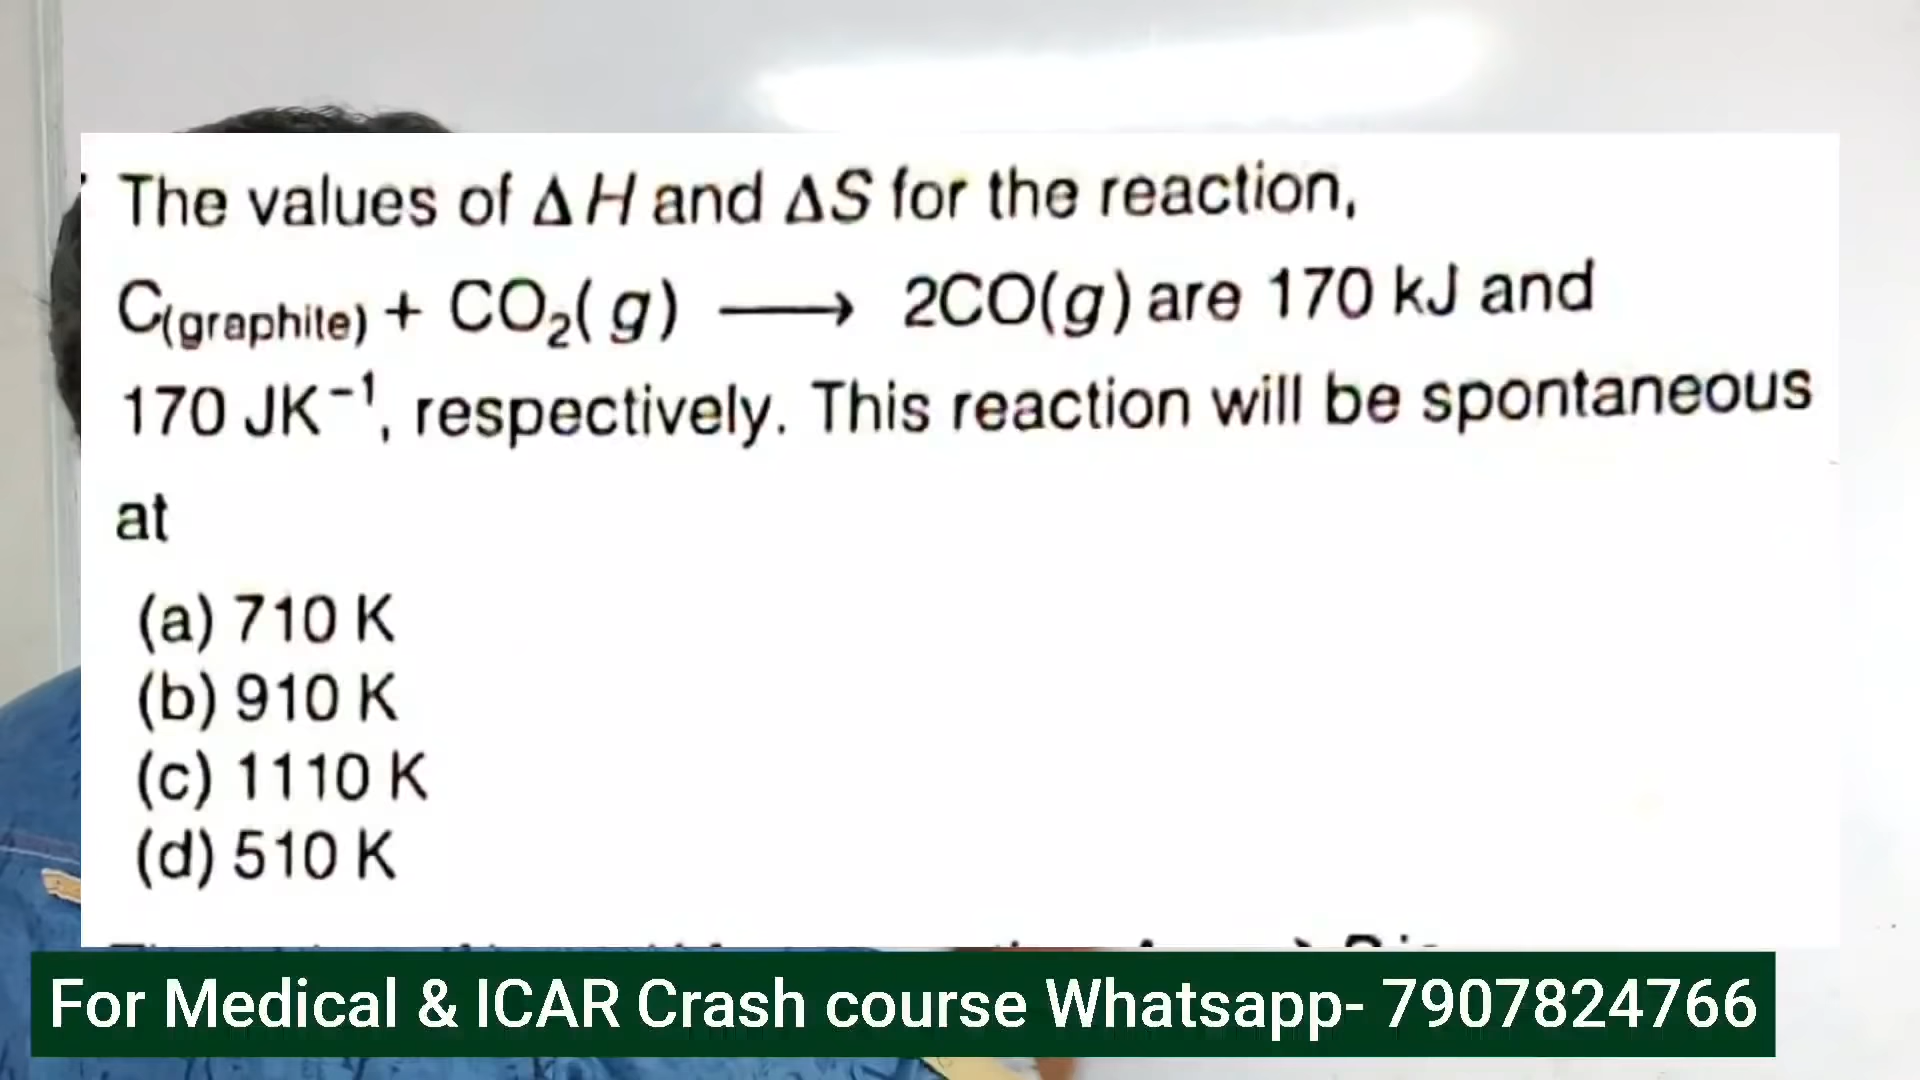 The values of ΔH and ΔS for the reaction,
C(graphite) + CO₂(g) ⟶ 2CO(g) are 170 kJ and
170 JK⁻¹, respectively. This reaction will be spontaneous
at
(a) 710 K
(b) 910 K
(c) 1110 K
(d) 510 K
For Medical & ICAR Crash course Whatsapp- 7907824766